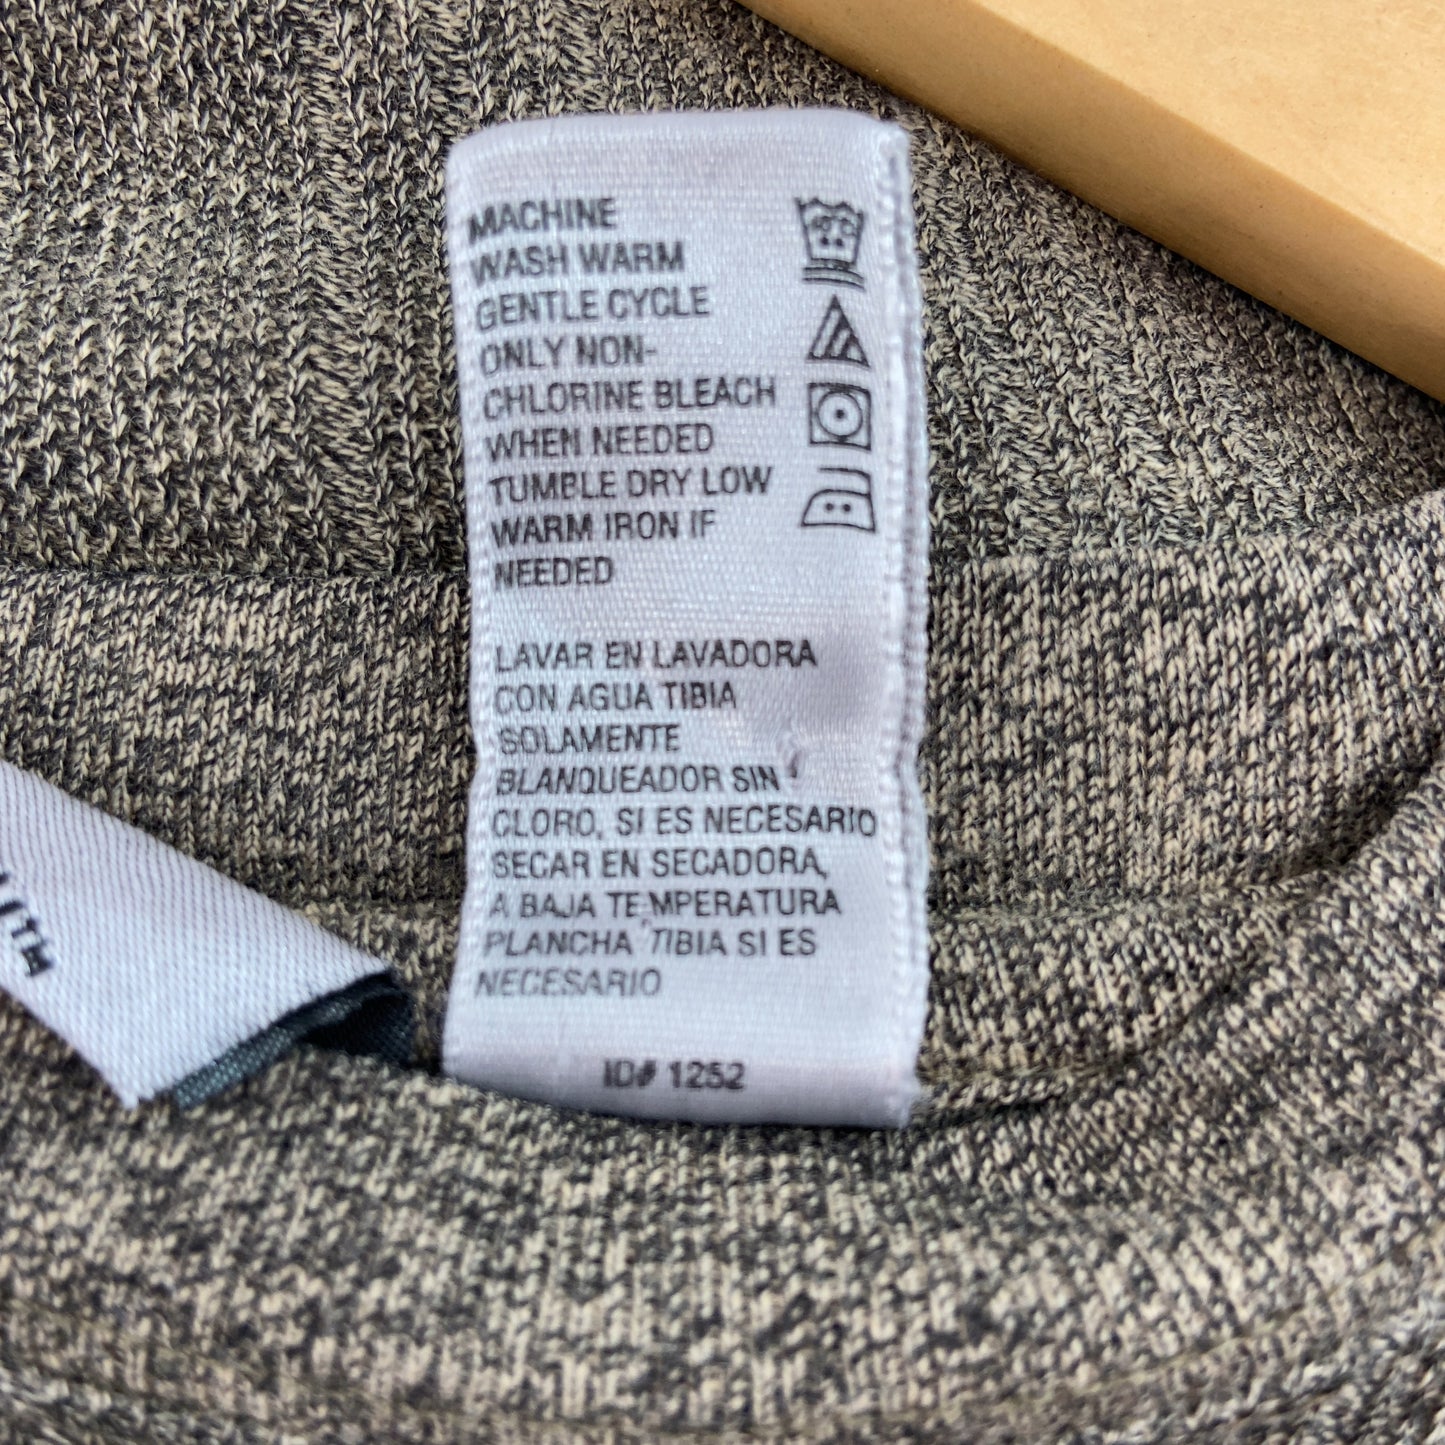 MACHINE
WASH WARM
GENTLE CYCLE
ONLY NON-
CHLORINE BLEACH
WHEN NEEDED
TUMBLE DRY LOW
WARM IRON IF
NEEDED
LAVAR EN LAVADORA
CON AGUA TIBIA
SOLAMENTE
BLANQUEADOR SIN
CLORO, SI ES NECESARIO
SECAR EN SECADORA,
A BAJA TEMPERATURA
PLANCHA TIBIA SI ES
NECESARIO
ID# 1252